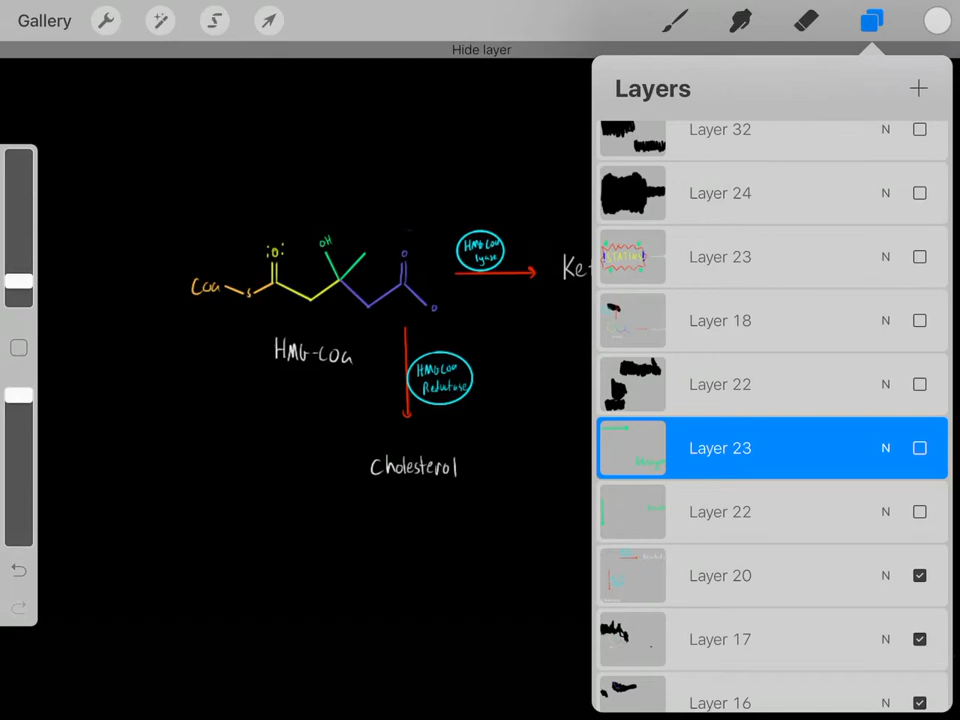 Gallery
Hide layer
Layers
Layer 32 N
Layer 24 N
Layer 23 N
Layer 18 N
Layer 22 N
Layer 23 N
Layer 22 N
Layer 20 N
Layer 17 N
Layer 16 N
OH
:O: O
HMG Coa
lyase
Coa S O
Ke
HMG-COA
HMG Coa
Reductase
Cholesterol